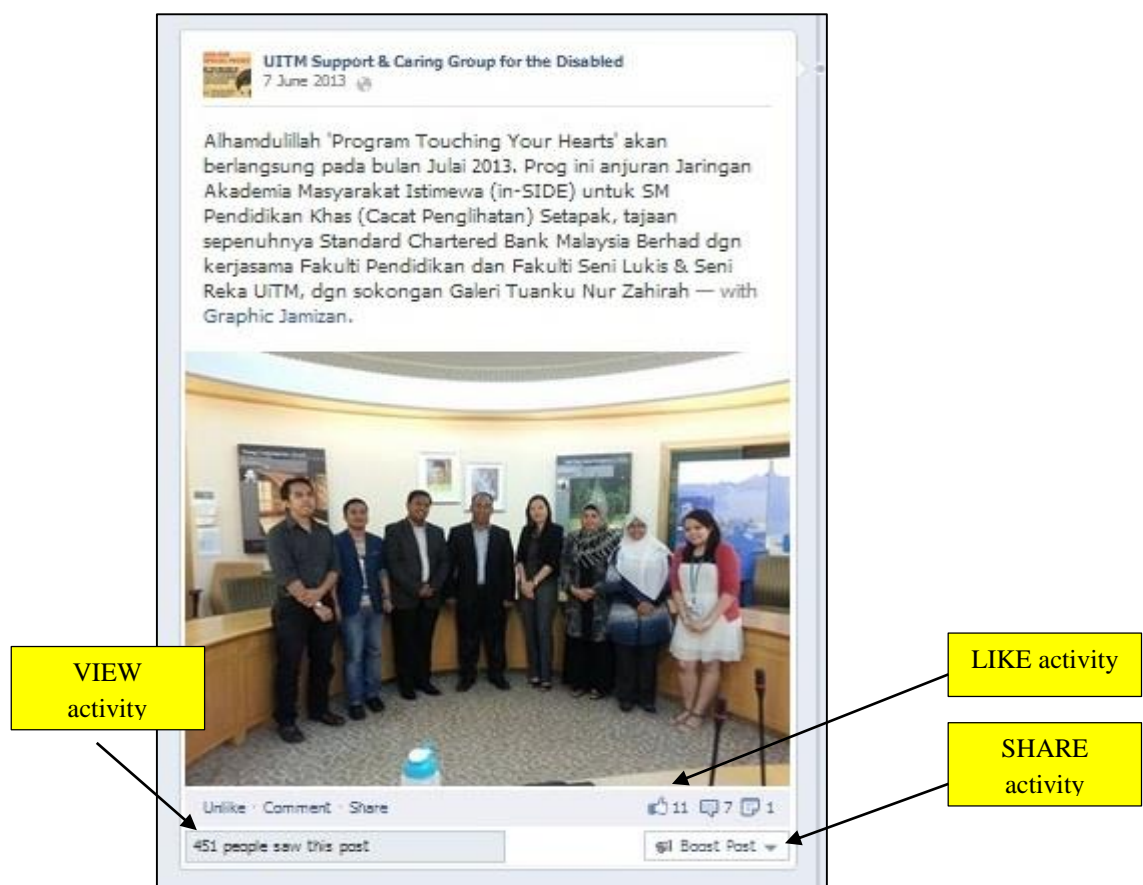 UiTM Support & Caring Group for the Disabled
7 June 2013
Alhamdulillah 'Program Touching Your Hearts' akan
berlangsung pada bulan Julai 2013. Prog ini anjuran Jaringan
Akademia Masyarakat Istimewa (in-SIDE) untuk SM
Pendidikan Khas (Cacat Penglihatan) Setapak, tajaan
sepenuhnya Standard Chartered Bank Malaysia Berhad dgn
kerjasama Fakulti Pendidikan dan Fakulti Seni Lukis & Seni
Reka UiTM, dgn sokongan Galeri Tuanku Nur Zahirah — with
Graphic Jamizan.
VIEW
activity
LIKE activity
SHARE
activity
Unlike · Comment · Share 11 7 1
451 people saw this post
Boost Post